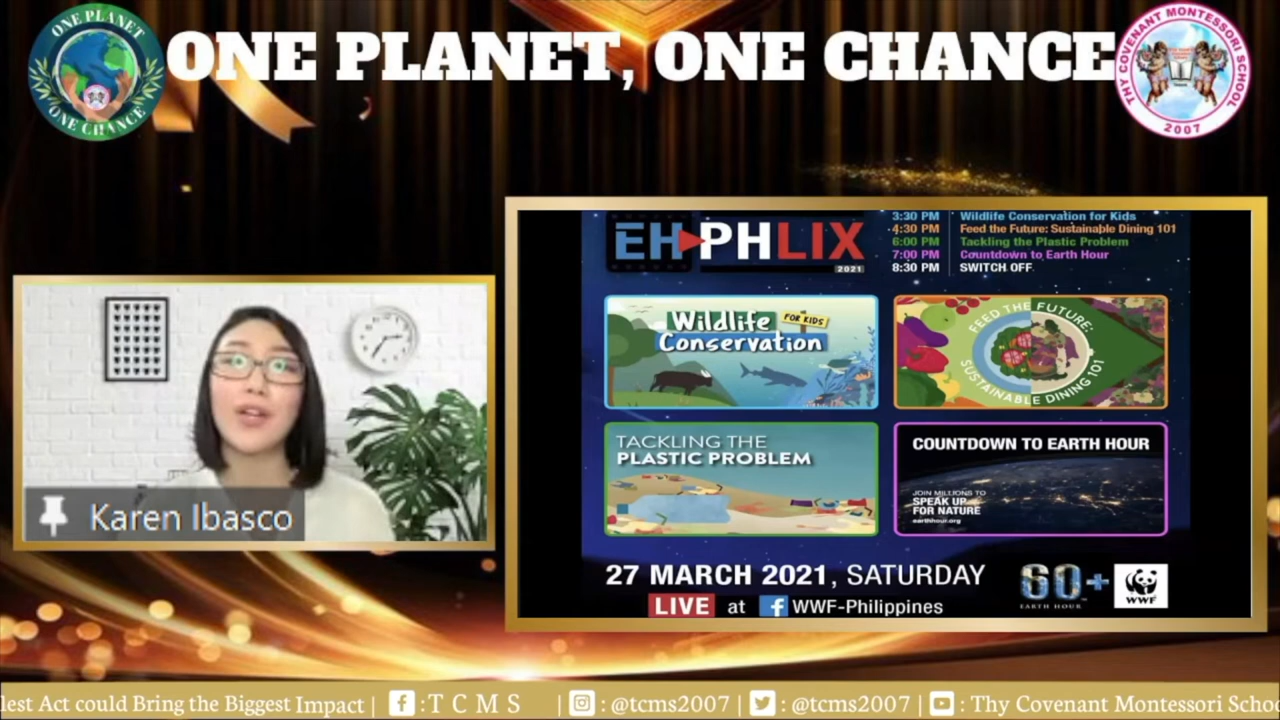 ONE PLANET
ONE CHANCE
ONE PLANET, ONE CHANCE
THY COVENANT MONTESSORI SCHOOL
2007
EH PHLIX
2021
3:30 PM Wildlife Conservation for Kids
4:30 PM Feed the Future: Sustainable Dining 101
6:00 PM Tackling the Plastic Problem
7:00 PM Countdown to Earth Hour
8:30 PM SWITCH OFF
Wildlife FOR KIDS
Conservation
FEED THE FUTURE:
SUSTAINABLE DINING 101
TACKLING THE
PLASTIC PROBLEM
COUNTDOWN TO EARTH HOUR
JOIN MILLIONS TO
SPEAK UP
FOR NATURE
earthhour.org
27 MARCH 2021, SATURDAY
LIVE at f WWF-Philippines
60+
EARTH HOUR
WWF
Karen Ibasco
lest Act could Bring the Biggest Impact | f : T C M S | : @tcms2007 | : @tcms2007 | : Thy Covenant Montessori Schoo